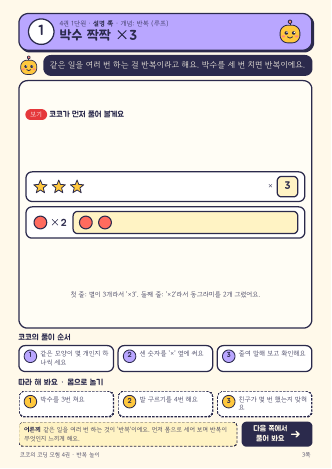 1
4권 1단원 · 설명 쪽 · 개념: 반복 (루프)
박수 짝짝 ×3
같은 일을 여러 번 하는 걸 반복이라고 해요. 박수를 세 번 치면 반복이에요.
보기 코코가 먼저 풀어 볼게요
× 3
×2
첫 줄: 별이 3개라서 '×3'. 둘째 줄: '×2'라서 동그라미를 2개 그렸어요.
코코의 풀이 순서
1 같은 모양이 몇 개인지 하나씩 세요
2 센 숫자를 '×' 옆에 써요
3 줄여 말해 보고 확인해요
따라 해 봐요 · 몸으로 놀기
1 박수를 3번 쳐요
2 발 구르기를 4번 해요
3 친구가 몇 번 했는지 맞혀요
어른께 같은 일을 여러 번 하는 것이 '반복'이에요. 먼저 몸으로 세어 보며 반복이 무엇인지 느끼게 해요.
다음 쪽에서
풀어 봐요 →
코코의 코딩 모험 4권 · 반복 놀이
3쪽